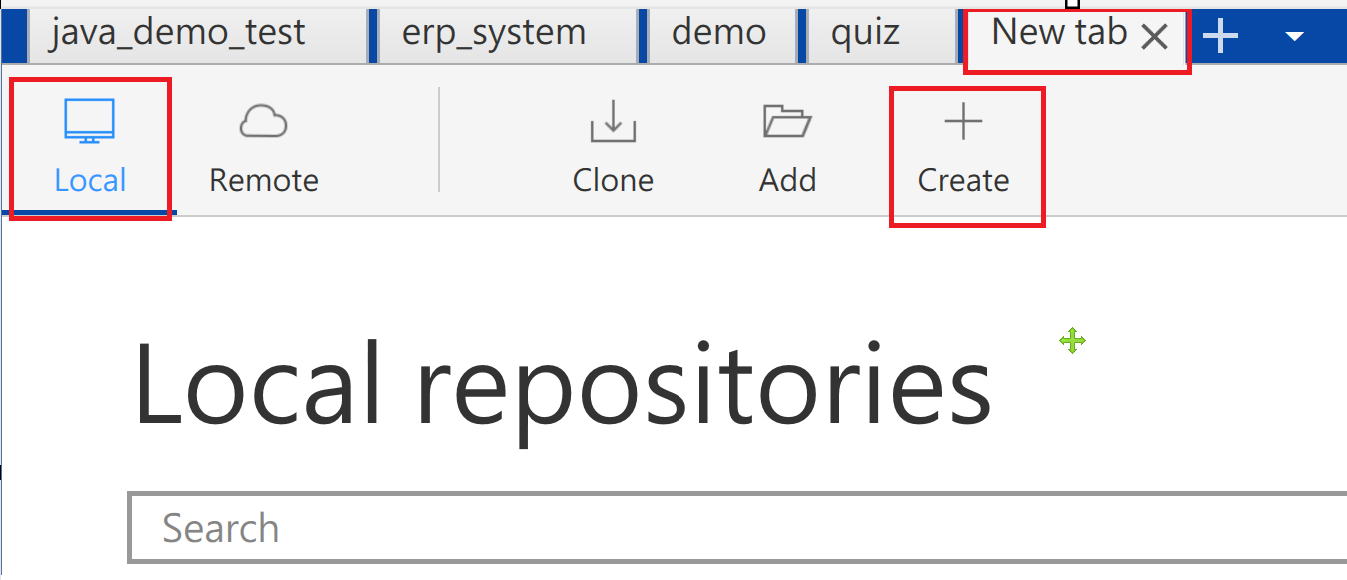 java_demo_test erp_system demo quiz New tab
Local Remote Clone Add Create
Local repositories
Search